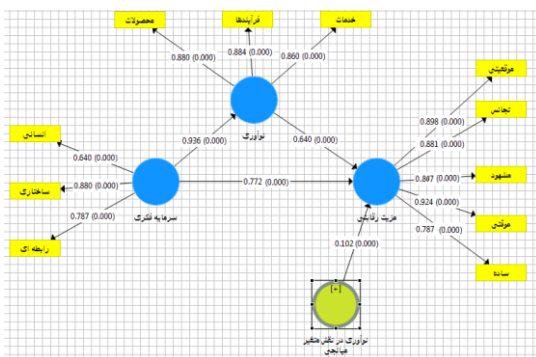 محصولات
فرآیندها
خدمات
0.880 (0.000)
0.884 (0.000)
0.860 (0.000)
موقعیتی
نوآوری
0.898 (0.000)
تجانس
انسانی
0.936 (0.000)
0.640 (0.000)
0.881 (0.000)
0.640 (0.000)
0.772 (0.000)
0.847 (0.000)
مشهود
ساختاری
0.880 (0.000)
0.924 (0.000)
0.787 (0.000)
سرمایه فکری
مزیت رقابتی
موقتی
0.787 (0.000)
رابطه ای
0.102 (0.000)
ساده
[+]
نوآوری در نقش متغیر
میانجی